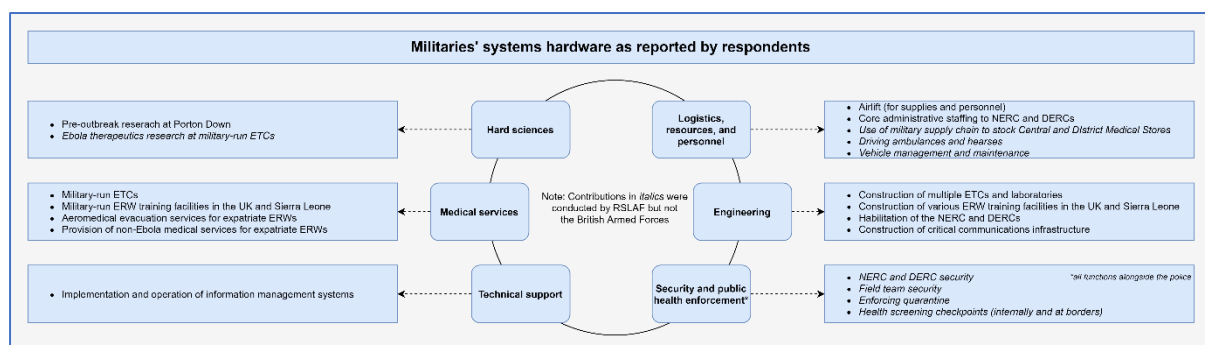 Militaries' systems hardware as reported by respondents
• Pre-outbreak reserach at Porton Down
• Ebola therapeutics research at military-run ETCs
Hard sciences
Logistics,
resources, and
personnel
• Airlift (for supplies and personnel)
• Core administrative staffing to NERC and DERCs
• Use of military supply chain to stock Central and DIstrict Medical Stores
• Driving ambulances and hearses
• Vehicle management and maintenance
• Military-run ETCs
• Military-run ERW training facilities in the UK and Sierra Leone
• Aeromedical evacuation services for expatriate ERWs
• Provision of non-Ebola medical services for expatriate ERWs
Medical services
Note: Contributions in italics were
conducted by RSLAF but not
the British Armed Forces
Engineering
• Construction of multiple ETCs and laboratories
• Construction of various ERW training facilities in the UK and Sierra Leone
• Habilitation of the NERC and DERCs
• Construction of critical communications infrastructure
• Implementation and operation of information management systems
Technical support
Security and public
health enforcement*
• NERC and DERC security
*all functions alongside the police
• Field team security
• Enforcing quarantine
• Health screening checkpoints (internally and at borders)